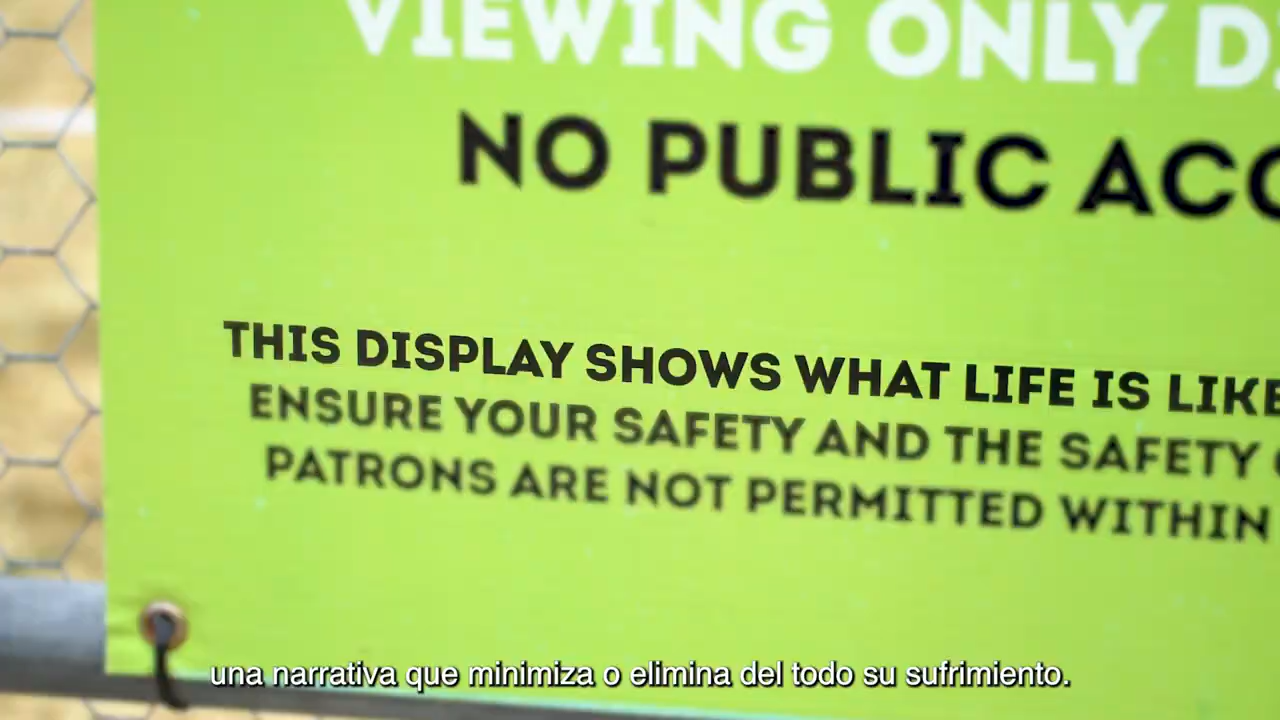 VIEWING ONLY
NO PUBLIC
THIS DISPLAY SHOWS WHAT LIFE IS LIKE
ENSURE YOUR SAFETY AND THE SAFETY
PATRONS ARE NOT PERMITTED WITHIN
una narrativa que minimiza o elimina del todo su sufrimiento.